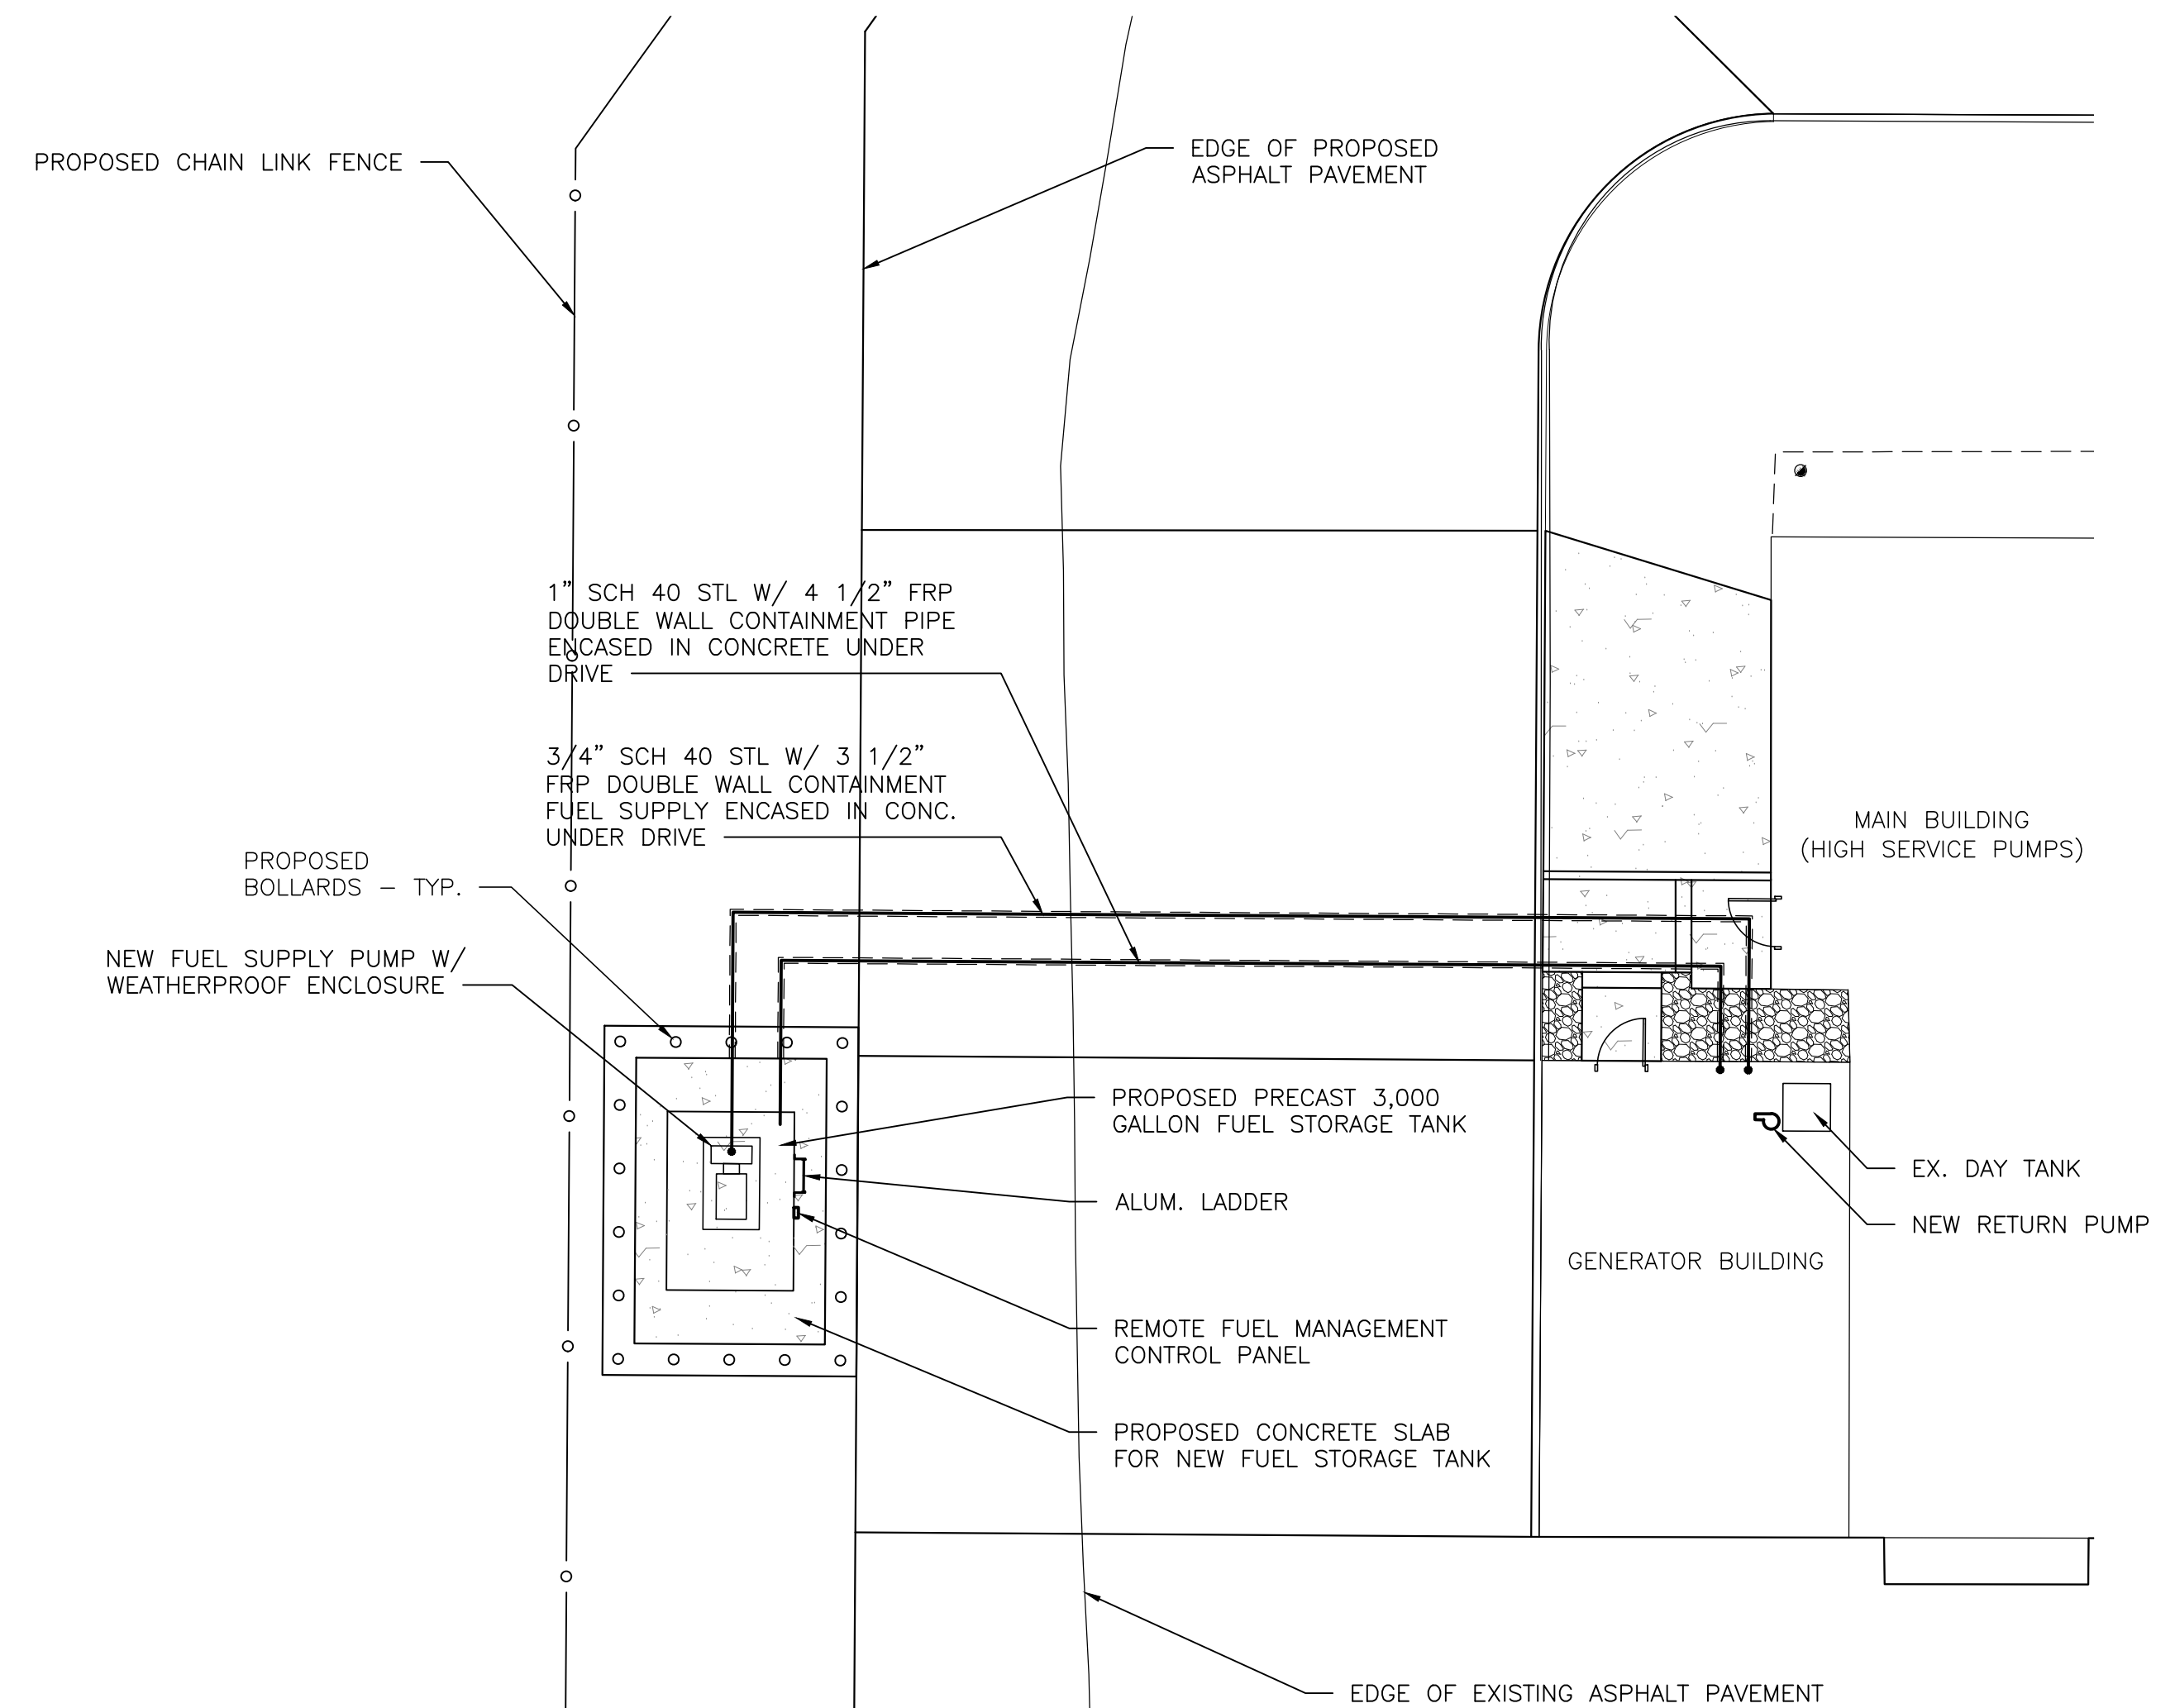 PROPOSED CHAIN LINK FENCE
EDGE OF PROPOSED
ASPHALT PAVEMENT
1" SCH 40 STL W/ 4 1/2" FRP
DOUBLE WALL CONTAINMENT PIPE
ENCASED IN CONCRETE UNDER
DRIVE
3/4" SCH 40 STL W/ 3 1/2"
FRP DOUBLE WALL CONTAINMENT
FUEL SUPPLY ENCASED IN CONC.
UNDER DRIVE
MAIN BUILDING
(HIGH SERVICE PUMPS)
PROPOSED
BOLLARDS – TYP.
NEW FUEL SUPPLY PUMP W/
WEATHERPROOF ENCLOSURE
PROPOSED PRECAST 3,000
GALLON FUEL STORAGE TANK
EX. DAY TANK
ALUM. LADDER
NEW RETURN PUMP
GENERATOR BUILDING
REMOTE FUEL MANAGEMENT
CONTROL PANEL
PROPOSED CONCRETE SLAB
FOR NEW FUEL STORAGE TANK
EDGE OF EXISTING ASPHALT PAVEMENT